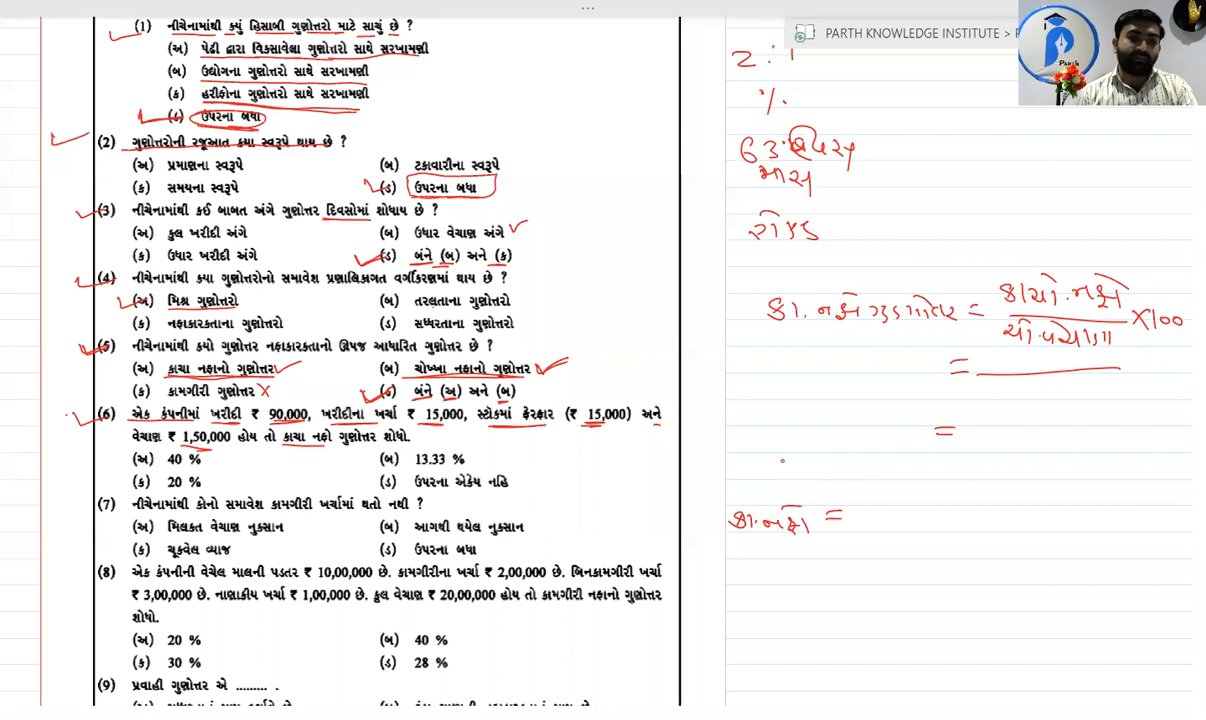 (1) નીચેનામાંથી ક્યું હિસાબી ગુણોત્તરો માટે સાચું છે ?
(અ) પેઢી દ્વારા વિકસાવેલા ગુણોત્તરો સાથે સરખામણી
(બ) ઉદ્યોગના ગુણોત્તરો સાથે સરખામણી
(ક) હરીફોના ગુણોત્તરો સાથે સરખામણી
(ડ) ઉપરના બધા
(2) ગુણોત્તરોની રજૂઆત ક્યા સ્વરૂપે થાય છે ?
(અ) પ્રમાણના સ્વરૂપે (બ) ટકાવારીના સ્વરૂપે
(ક) સમયના સ્વરૂપે (ડ) ઉપરના બધા
(3) નીચેનામાંથી કઈ બાબત અંગે ગુણોત્તર દિવસોમાં શોધાય છે ?
(અ) કુલ ખરીદી અંગે (બ) ઉધાર વેચાણ અંગે
(ક) ઉધાર ખરીદી અંગે (ડ) બંને (બ) અને (ક)
(4) નીચેનામાંથી ક્યા ગુણોત્તરોનો સમાવેશ પ્રણાલિકાગત વર્ગીકરણમાં થાય છે ?
(અ) મિશ્ર ગુણોત્તરો (બ) તરલતાના ગુણોત્તરો
(ક) નફાકારકતાના ગુણોત્તરો (ડ) સધ્ધરતાના ગુણોત્તરો
(5) નીચેનામાંથી ક્યો ગુણોત્તર નફાકારકતાનો ઊપજ આધારિત ગુણોત્તર છે ?
(અ) કાચા નફાનો ગુણોત્તર (બ) ચોખ્ખા નફાનો ગુણોત્તર
(ક) કામગીરી ગુણોત્તર (ડ) બંને (અ) અને (બ)
(6) એક કંપનીમાં ખરીદી ₹ 90,000, ખરીદીના ખર્ચા ₹ 15,000, સ્ટૉકમાં ફેરફાર (₹ 15,000) અને
વેચાણ ₹ 1,50,000 હોય તો કાચા નફો ગુણોત્તર શોધો.
(અ) 40 % (બ) 13.33 %
(ક) 20 % (ડ) ઉપરના એકેય નહિ
(7) નીચેનામાંથી કોનો સમાવેશ કામગીરી ખર્ચામાં થતો નથી ?
(અ) મિલકત વેચાણ નુક્સાન (બ) આગથી થયેલ નુક્સાન
(ક) ચૂકવેલ વ્યાજ (ડ) ઉપરના બધા
(8) એક કંપનીની વેચેલ માલની પડતર ₹ 10,00,000 છે. કામગીરીના ખર્ચા ₹ 2,00,000 છે. બિનકામગીરી ખર્ચા
₹ 3,00,000 છે. નાણાકીય ખર્ચા ₹ 1,00,000 છે. કુલ વેચાણ ₹ 20,00,000 હોય તો કામગીરી નફાનો ગુણોત્તર
શોધો.
(અ) 20 % (બ) 40 %
(ક) 30 % (ડ) 28 %
(9) પ્રવાહી ગુણોત્તર એ ......... .
PARTH KNOWLEDGE INSTITUTE >
Parth
2 : 1
%.
63 દિવસ
માસ
રોકડ
કા. નફો ગુણોત્તર = કાચો. નફો
ચો. વેચાણ × 100
=
=
કા. નફો =